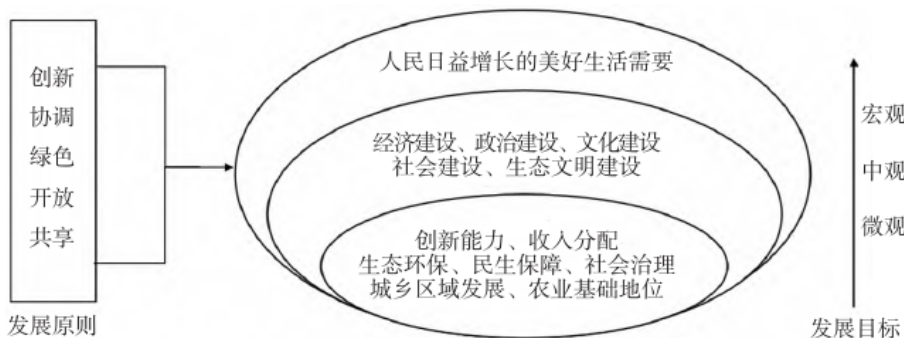 创新
协调
绿色
开放
共享
发展原则
人民日益增长的美好生活需要
经济建设、政治建设、文化建设
社会建设、生态文明建设
创新能力、收入分配
生态环保、民生保障、社会治理
城乡区域发展、农业基础地位
宏观
中观
微观
发展目标